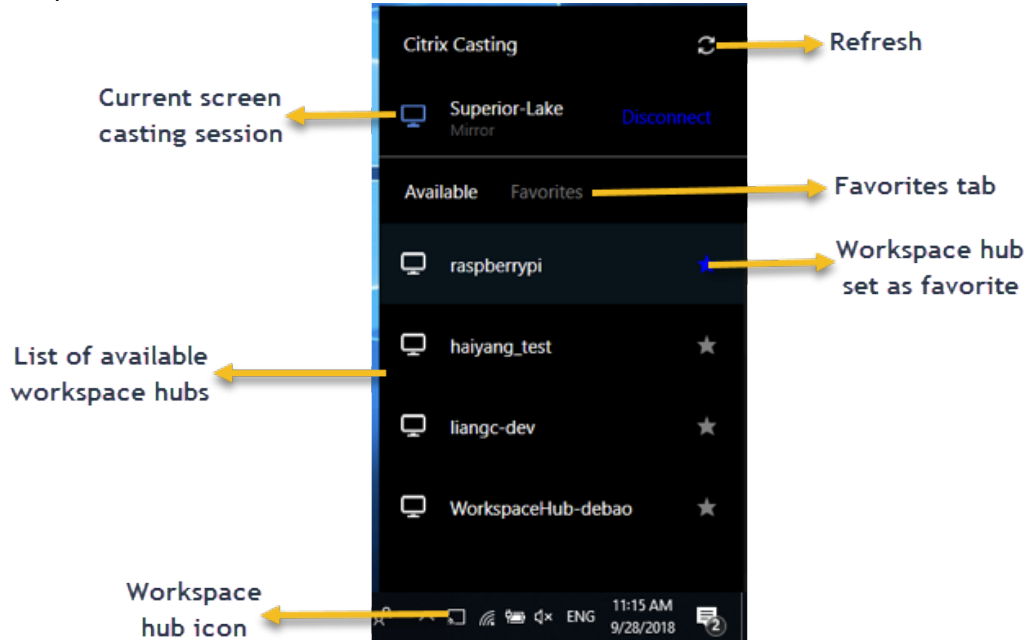 Citrix Casting
Refresh
Current screen
casting session
Superior-Lake
Mirror
Disconnect
Available
Favorites
Favorites tab
raspberrypi
Workspace hub
set as favorite
haiyang_test
List of available
workspace hubs
liangc-dev
WorkspaceHub-debao
Workspace
hub icon
ENG
11:15 AM
9/28/2018
2